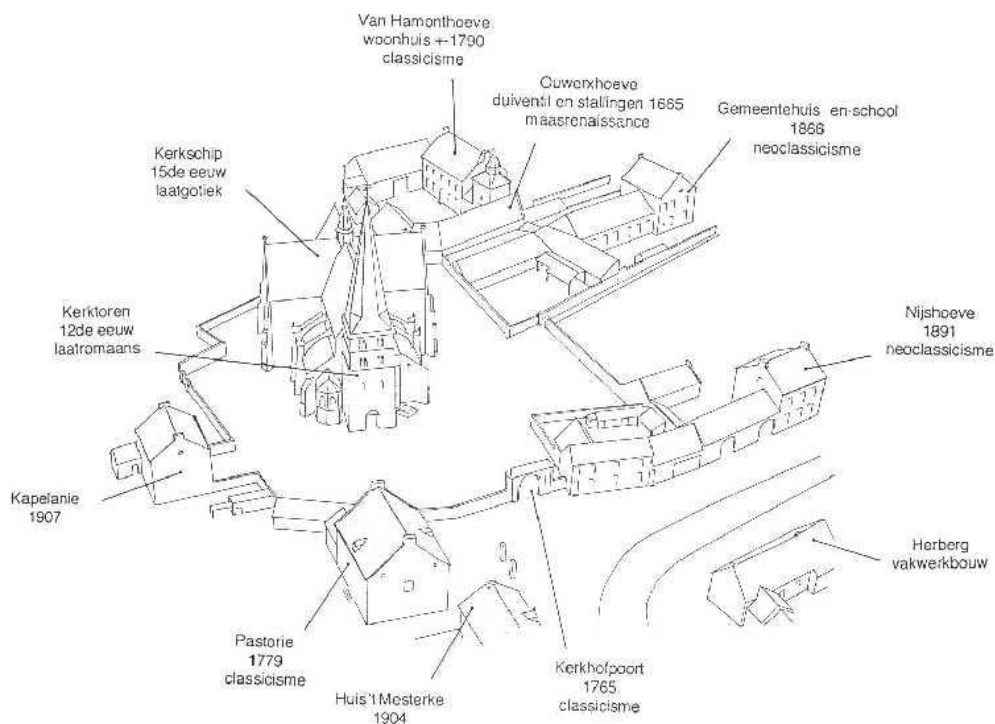 Van Hamonthoeve
woonhuis +-1790
classicisme
Ouwerxhoeve
duiventil en stallingen 1665
maasrenaissance
Gemeentehuis en-school
1866
neoclassicisme
Kerkschip
15de eeuw
laatgotiek
Kerktoren
12de eeuw
laatromaans
Nijshoeve
1891
neoclassicisme
Kapelanie
1907
Herberg
vakwerkbouw
Pastorie
1779
classicisme
Huis 't Mesterke
1904
Kerkhofpoort
1765
classicisme